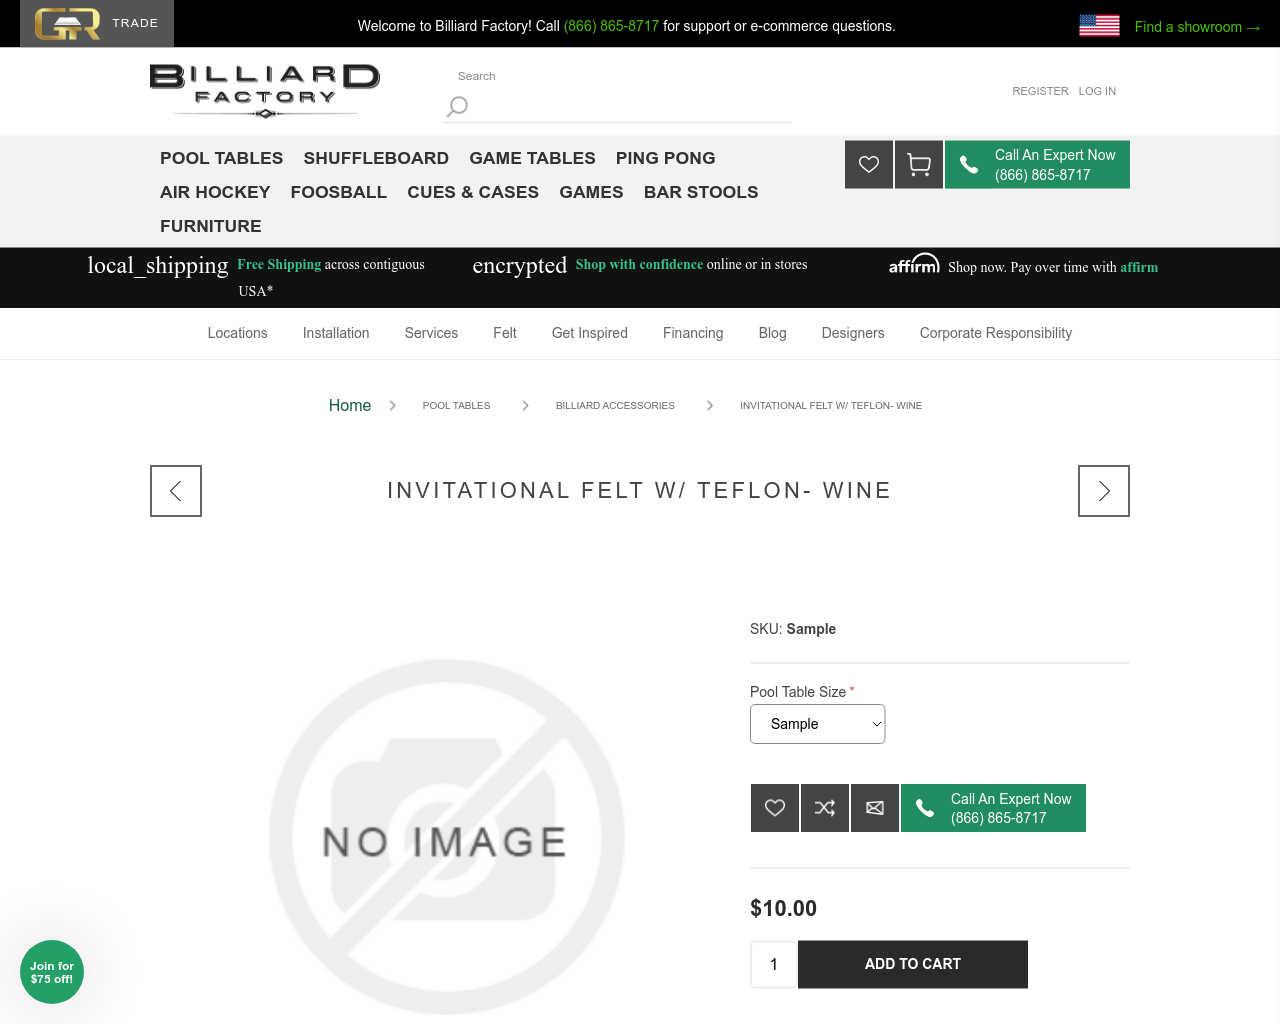 GR TRADE
Welcome to Billiard Factory! Call (866) 865-8717 for support or e-commerce questions.
Find a showroom →
BILLIARD
FACTORY
Search
REGISTER LOG IN
POOL TABLES SHUFFLEBOARD GAME TABLES PING PONG
AIR HOCKEY FOOSBALL CUES & CASES GAMES BAR STOOLS
FURNITURE
Call An Expert Now
(866) 865-8717
local_shipping Free Shipping across contiguous
USA*
encrypted Shop with confidence online or in stores
affirm Shop now. Pay over time with affirm
Locations Installation Services Felt Get Inspired Financing Blog Designers Corporate Responsibility
Home POOL TABLES BILLIARD ACCESSORIES INVITATIONAL FELT W/ TEFLON- WINE
INVITATIONAL FELT W/ TEFLON- WINE
NO IMAGE
SKU: Sample
Pool Table Size *
Sample
Call An Expert Now
(866) 865-8717
$10.00
1 ADD TO CART
Join for
$75 off!